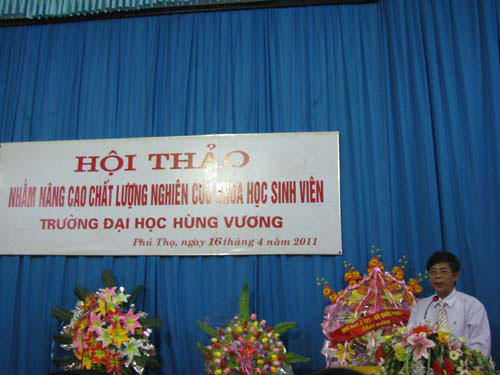 HỘI THẢO
NHẰM NÂNG CAO CHẤT LƯỢNG NGHIÊN CỨU KHOA HỌC SINH VIÊN
TRƯỜNG ĐẠI HỌC HÙNG VƯƠNG
Phú Thọ, ngày 16 tháng 4 năm 2011